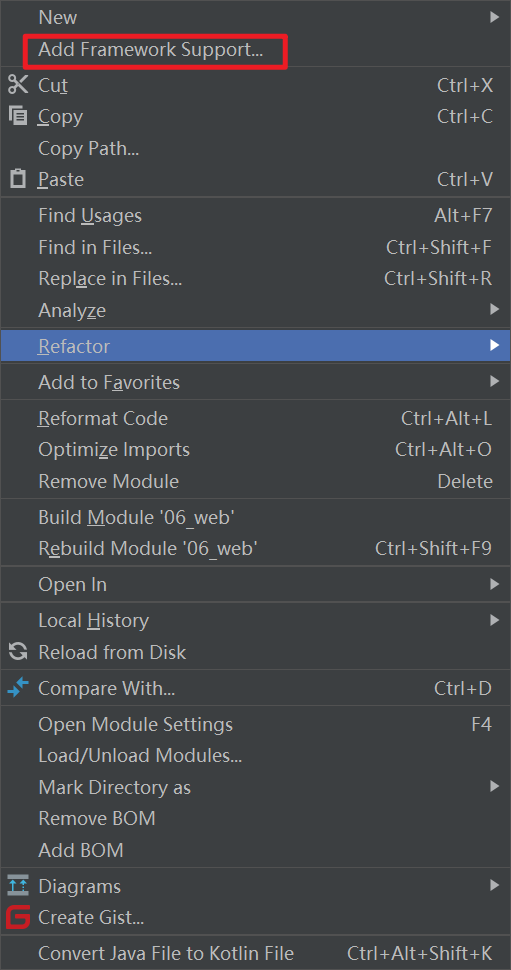 New
Add Framework Support...
Cut Ctrl+X
Copy Ctrl+C
Copy Path...
Paste Ctrl+V
Find Usages Alt+F7
Find in Files... Ctrl+Shift+F
Replace in Files... Ctrl+Shift+R
Analyze
Refactor
Add to Favorites
Reformat Code Ctrl+Alt+L
Optimize Imports Ctrl+Alt+O
Remove Module Delete
Build Module '06_web'
Rebuild Module '06_web' Ctrl+Shift+F9
Open In
Local History
Reload from Disk
Compare With... Ctrl+D
Open Module Settings F4
Load/Unload Modules...
Mark Directory as
Remove BOM
Add BOM
Diagrams
Create Gist...
Convert Java File to Kotlin File Ctrl+Alt+Shift+K